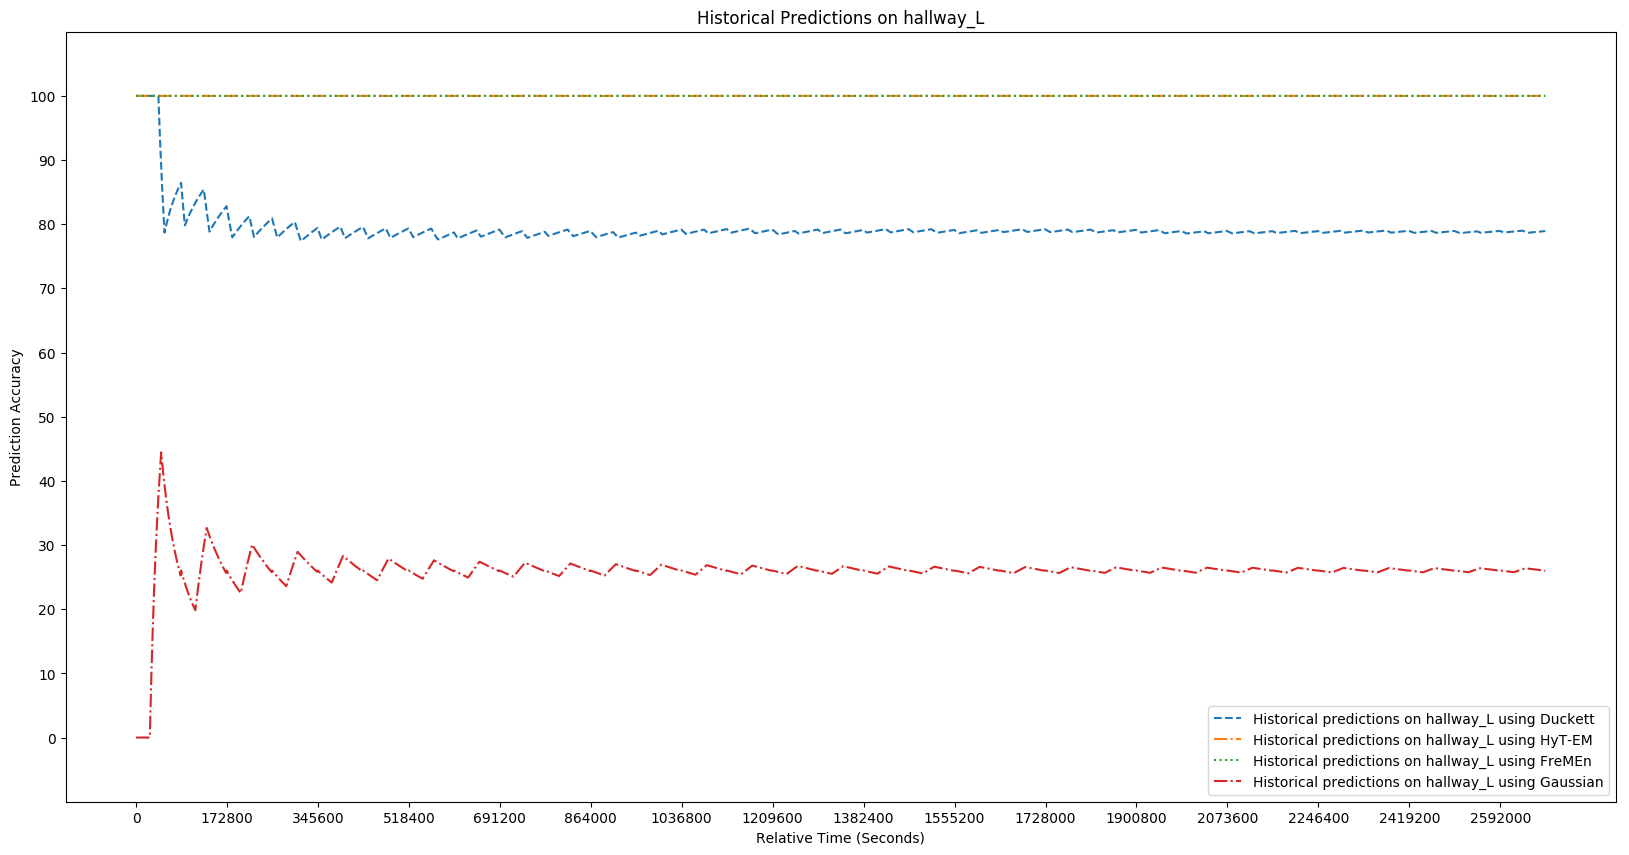 Historical Predictions on hallway_L
100
90
80
70
60
50
40
30
20
10
0
Prediction Accuracy
Historical predictions on hallway_L using Duckett
Historical predictions on hallway_L using HyT-EM
Historical predictions on hallway_L using FreMEn
Historical predictions on hallway_L using Gaussian
0 172800 345600 518400 691200 864000 1036800 1209600 1382400 1555200 1728000 1900800 2073600 2246400 2419200 2592000
Relative Time (Seconds)